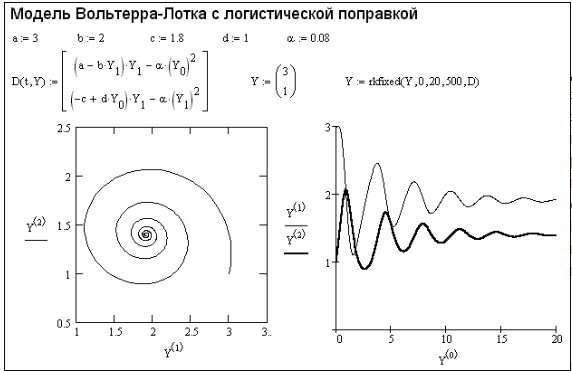 Модель Вольтерра-Лотка с логистической поправкой
a := 3 b := 2 c := 1.8 d := 1 α := 0.08
D(t,Y) := [ (a − b·Y₁)·Y₁ − α·(Y₀)²
(−c + d·Y₀)·Y₁ − α·(Y₁)² ]
Y := (3
1)
Y := rkfixed(Y,0,20,500,D)
2.5
2
1.5
1
0.5
Y⟨2⟩
1 1.5 2 2.5 3 3..
Y⟨1⟩
3
2
1
Y⟨1⟩
Y⟨2⟩
0 5 10 15 20
Y⟨0⟩